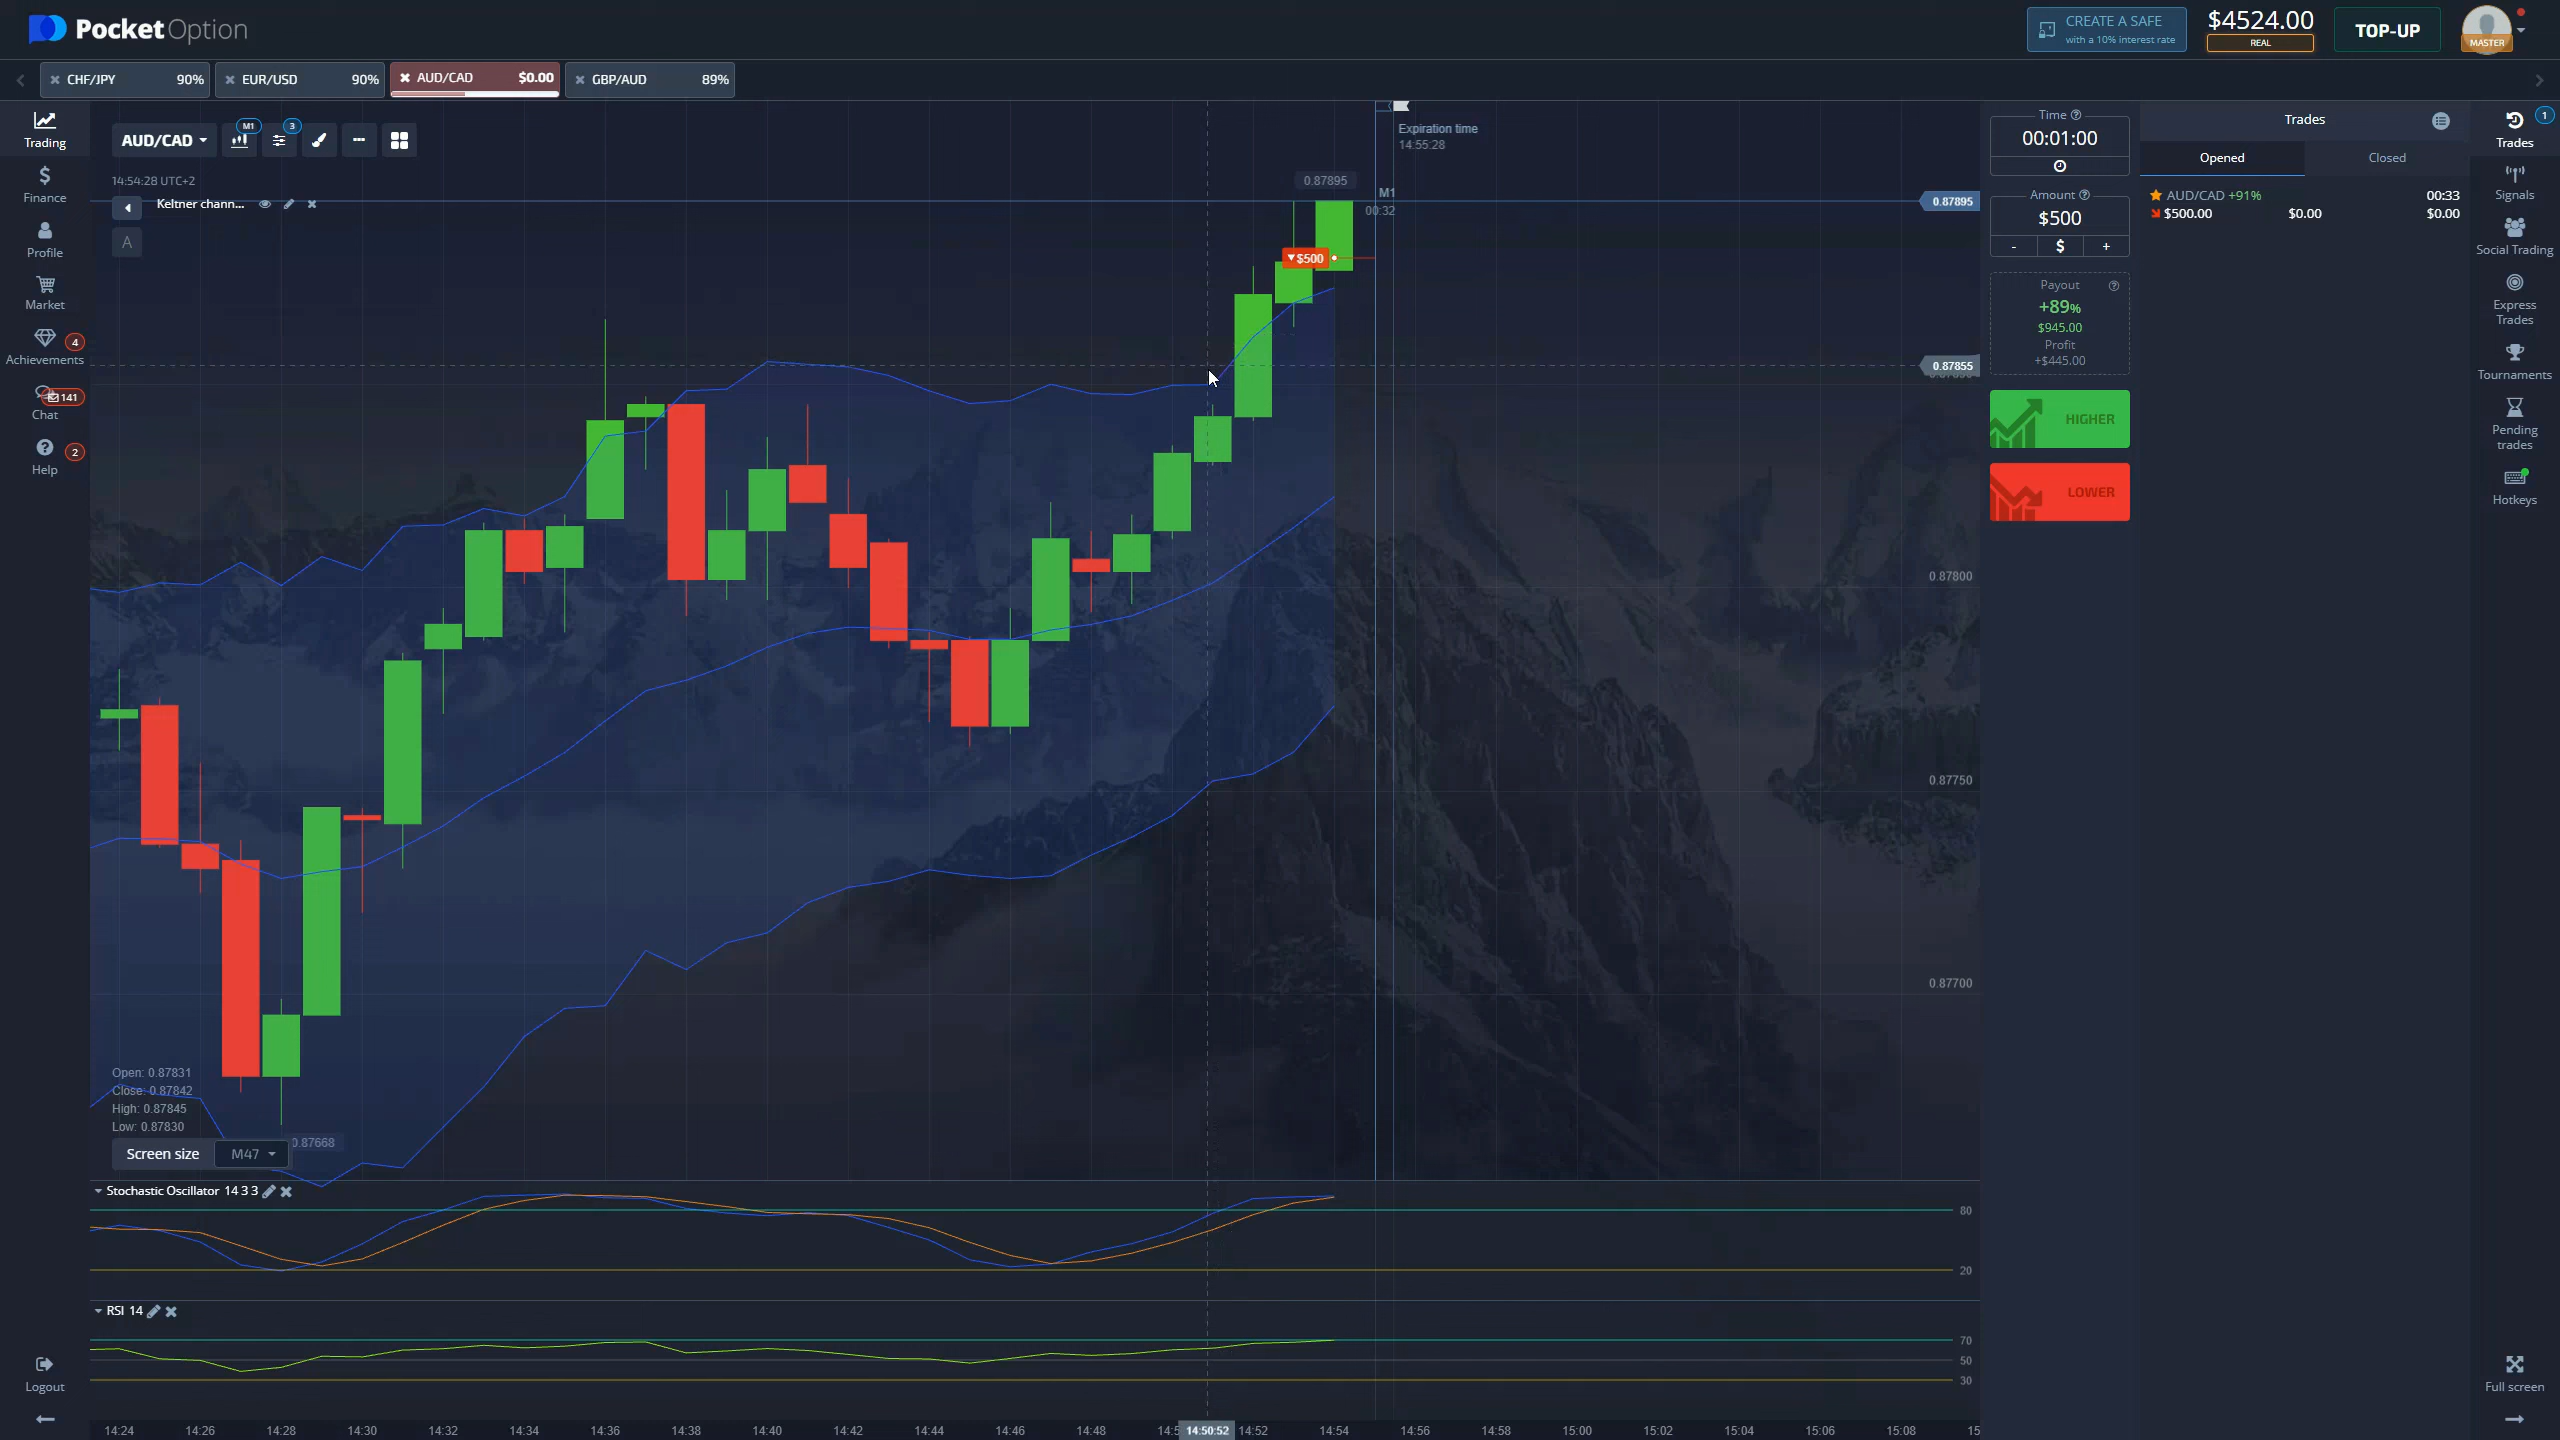 PocketOption
CREATE A SAFE
with a 10% interest rate
$4524.00
REAL
TOP-UP
MASTER
CHF/JPY 90%
EUR/USD 90%
AUD/CAD $0.00
GBP/AUD 89%
Trading
Finance
Profile
Market
4
Achievements
141
Chat
2
Help
Logout
AUD/CAD
M1
3
14:54:28 UTC+2
Keltner chann...
A
Expiration time
14:55:28
0.87895
M1
00:32
0.87895
$500
0.87855
0.87800
0.87750
0.87700
Open: 0.87831
Close: 0.87842
High: 0.87845
Low: 0.87830
0.87668
Screen size M47
Stochastic Oscillator 14 3 3
80
20
RSI 14
70
50
30
14:24 14:26 14:28 14:30 14:32 14:34 14:36 14:38 14:40 14:42 14:44 14:46 14:48 14:50:52 14:52 14:54 14:56 14:58 15:00 15:02 15:04 15:06 15:08
Time
00:01:00
Amount
$500
- $ +
Payout
+89%
$945.00
Profit
+$445.00
HIGHER
LOWER
Trades
Opened Closed
AUD/CAD +91% 00:33
$500.00 $0.00 $0.00
1
Trades
Signals
Social Trading
Express
Trades
Tournaments
Pending
trades
Hotkeys
Full screen